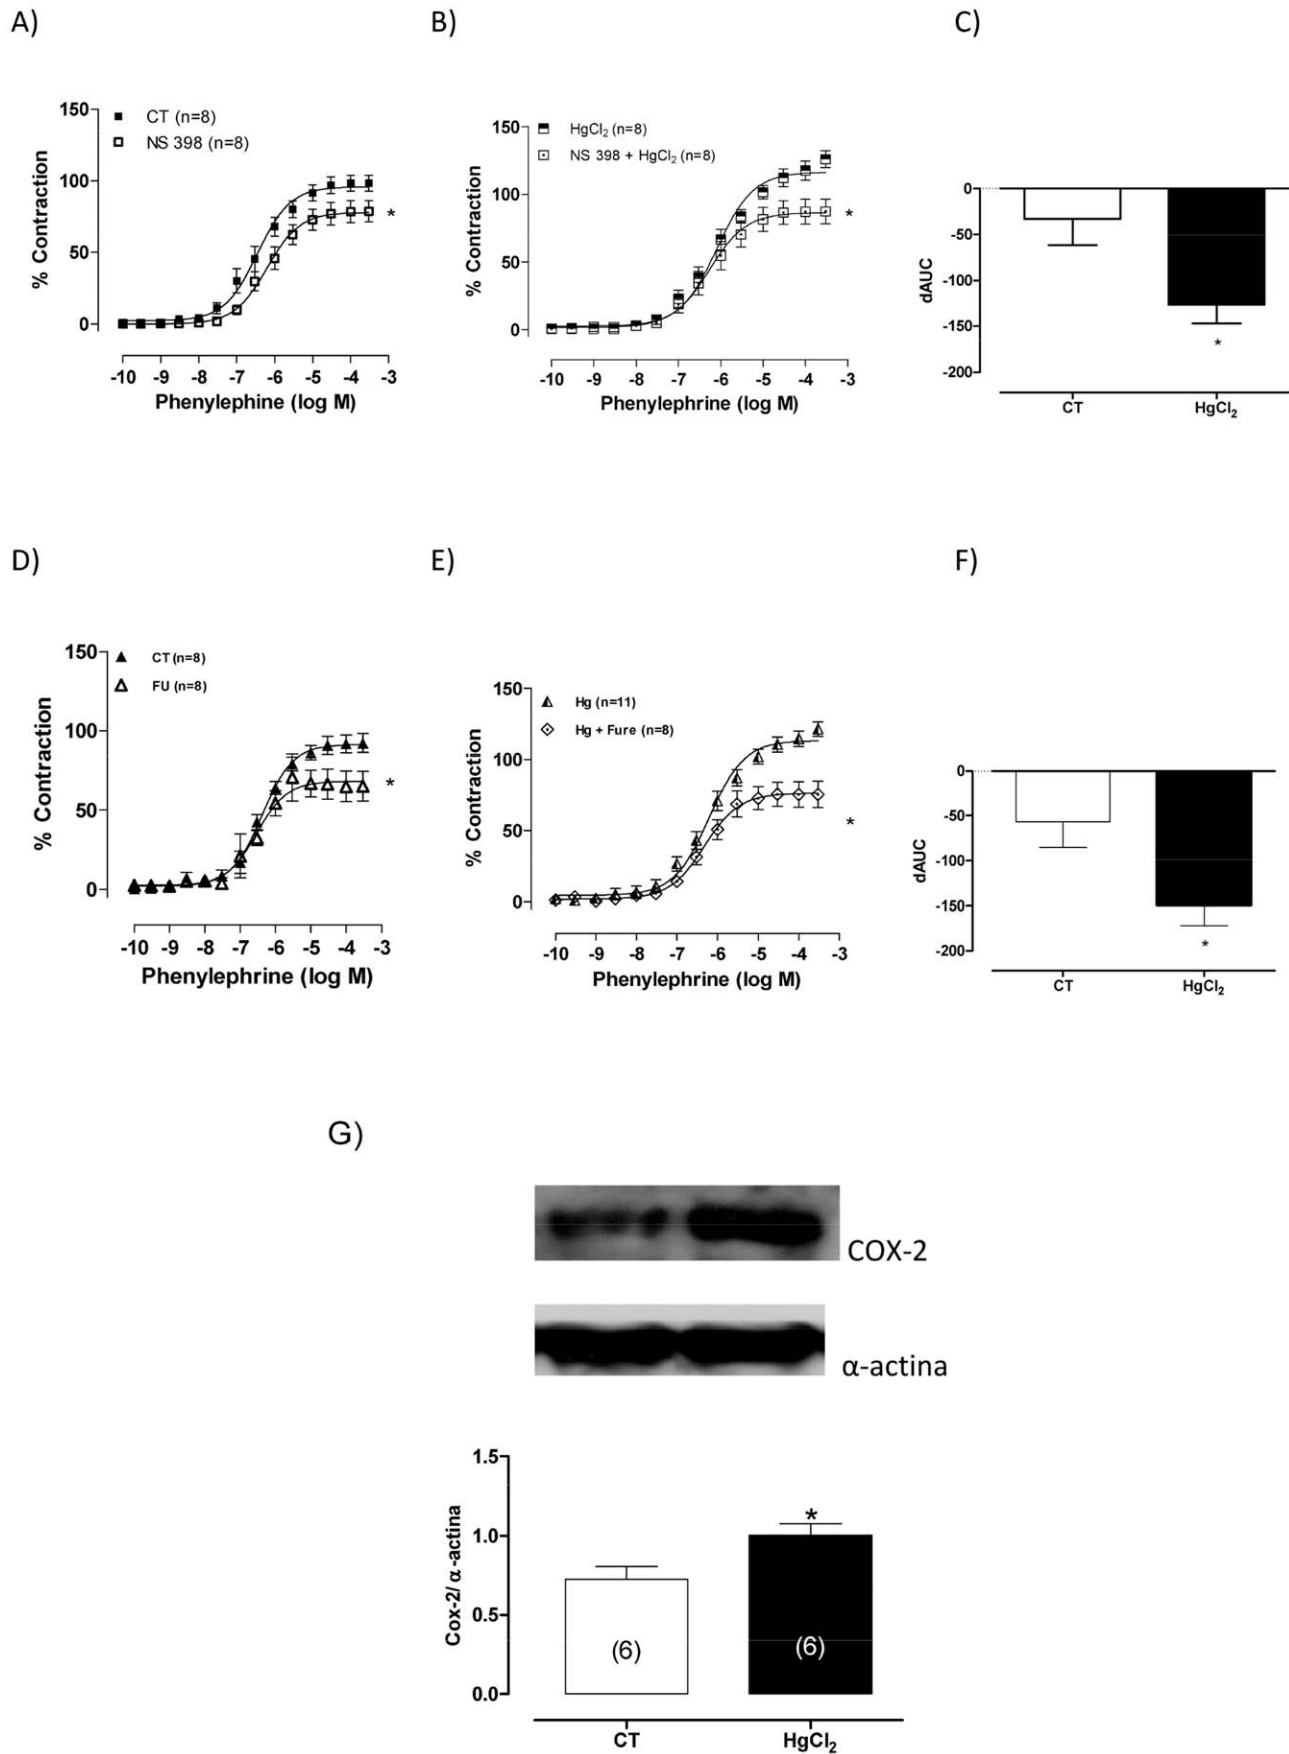 A)
B)
C)
150
100
50
0
% Contraction
CT (n=8)
NS 398 (n=8)
*
-10 -9 -8 -7 -6 -5 -4 -3
Phenylephine (log M)
150
100
50
0
% Contraction
HgCl₂ (n=8)
NS 398 + HgCl₂ (n=8)
*
-10 -9 -8 -7 -6 -5 -4 -3
Phenylephrine (log M)
0
-50
-100
-150
-200
dAUC
*
CT HgCl₂
D)
E)
F)
150
100
50
0
% Contraction
CT (n=8)
FU (n=8)
*
-10 -9 -8 -7 -6 -5 -4 -3
Phenylephrine (log M)
150
100
50
0
% Contraction
Hg (n=11)
Hg + Fure (n=8)
*
-10 -9 -8 -7 -6 -5 -4 -3
Phenylephrine (log M)
0
-50
-100
-150
-200
dAUC
*
CT HgCl₂
G)
COX-2
α-actina
1.5
1.0
0.5
0.0
Cox-2/ α-actina
*
(6) (6)
CT HgCl₂